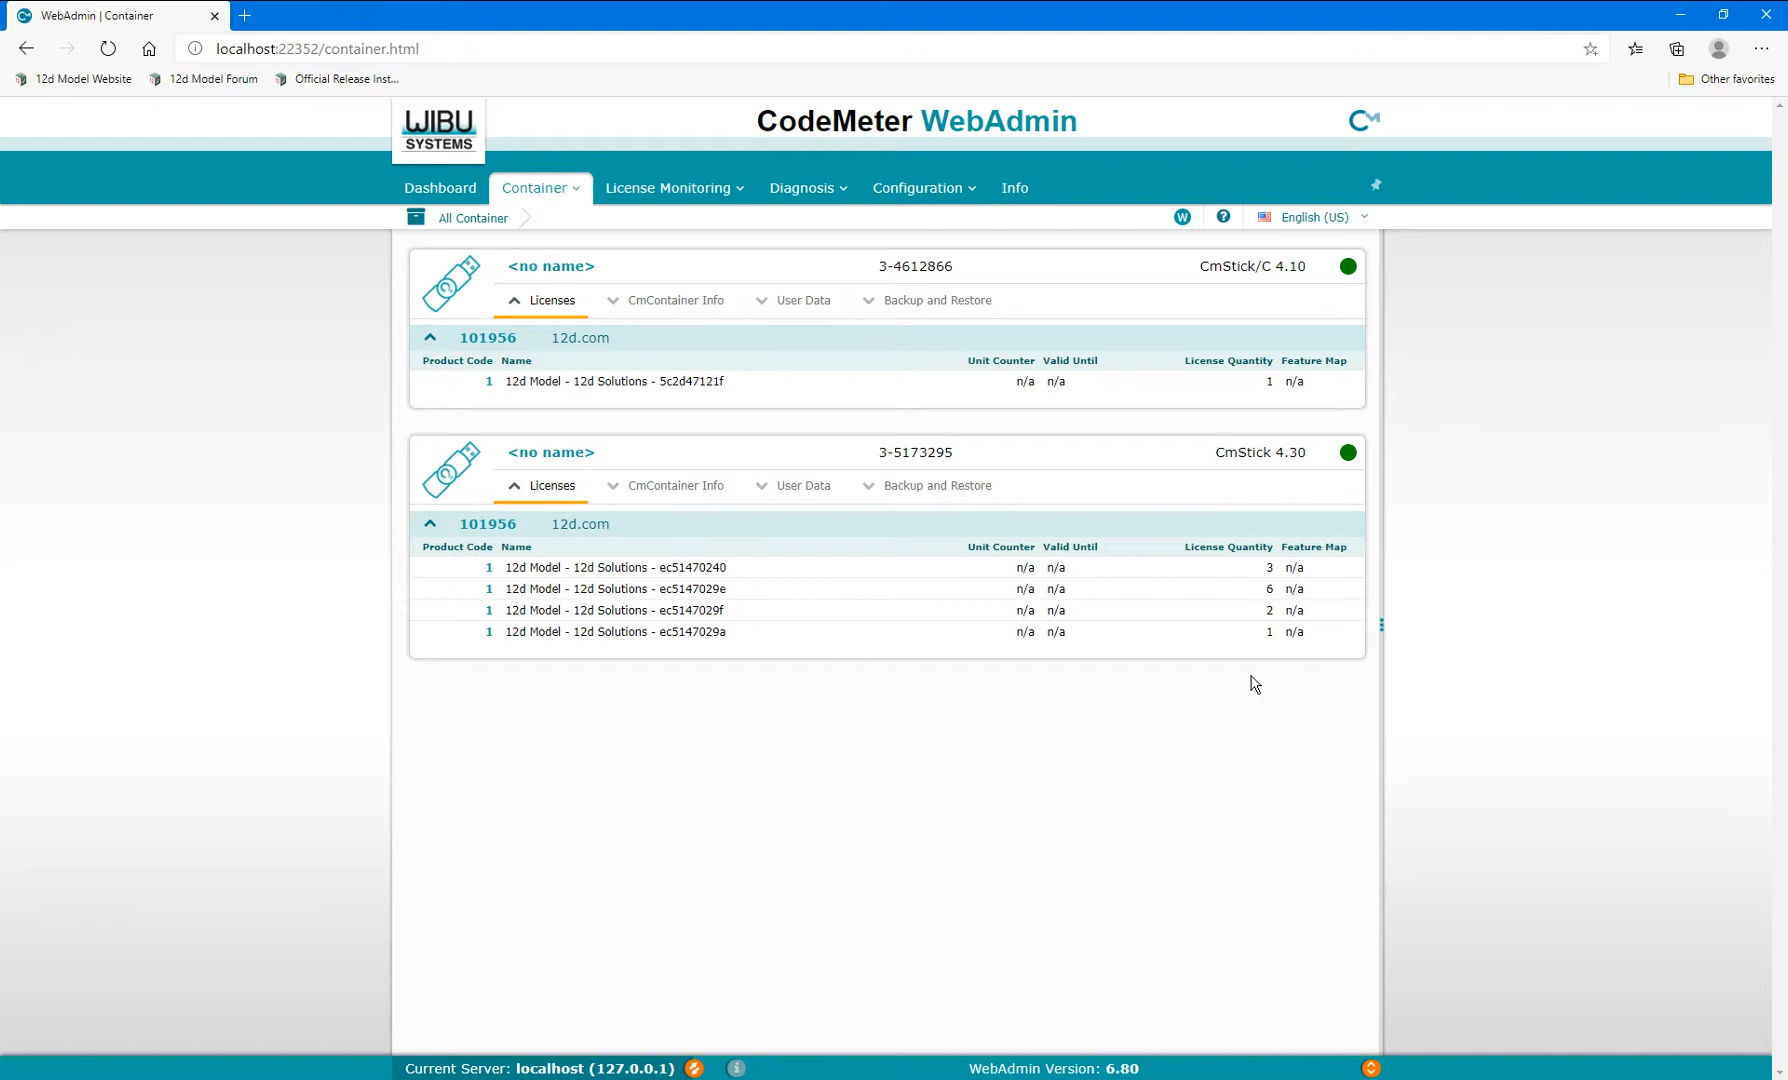 WebAdmin | Container
localhost:22352/container.html
12d Model Website 12d Model Forum Official Release Inst... Other favorites
WIBU
SYSTEMS
CodeMeter WebAdmin
Dashboard Container License Monitoring Diagnosis Configuration Info
All Container W ? English (US)
<no name> 3-4612866 CmStick/C 4.10
Licenses CmContainer Info User Data Backup and Restore
101956 12d.com
Product Code Name Unit Counter Valid Until License Quantity Feature Map
1 12d Model - 12d Solutions - 5c2d47121f n/a n/a 1 n/a
<no name> 3-5173295 CmStick 4.30
Licenses CmContainer Info User Data Backup and Restore
101956 12d.com
Product Code Name Unit Counter Valid Until License Quantity Feature Map
1 12d Model - 12d Solutions - ec51470240 n/a n/a 3 n/a
1 12d Model - 12d Solutions - ec5147029e n/a n/a 6 n/a
1 12d Model - 12d Solutions - ec5147029f n/a n/a 2 n/a
1 12d Model - 12d Solutions - ec5147029a n/a n/a 1 n/a
Current Server: localhost (127.0.0.1) WebAdmin Version: 6.80